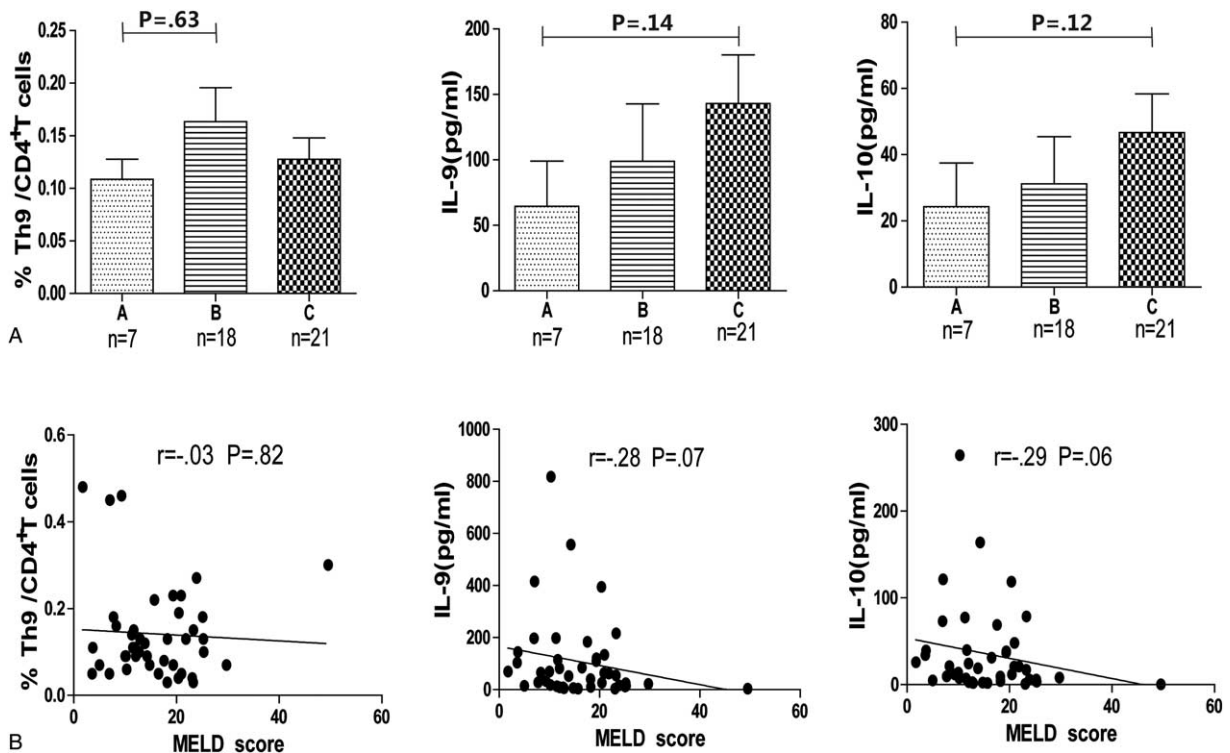 P=.63
% Th9 /CD4+T cells
0.25
0.20
0.15
0.10
0.05
0.00
A B C
n=7 n=18 n=21
P=.14
IL-9(pg/ml)
200
150
100
50
0
A B C
n=7 n=18 n=21
P=.12
IL-10(pg/ml)
80
60
40
20
0
A B C
n=7 n=18 n=21
A
r=-.03 P=.82
% Th9 /CD4+T cells
0.6
0.4
0.2
0.0
0 20 40 60
MELD score
r=-.28 P=.07
IL-9(pg/ml)
1000
800
600
400
200
0
0 20 40 60
MELD score
r=-.29 P=.06
IL-10(pg/ml)
300
200
100
0
0 20 40 60
MELD score
B